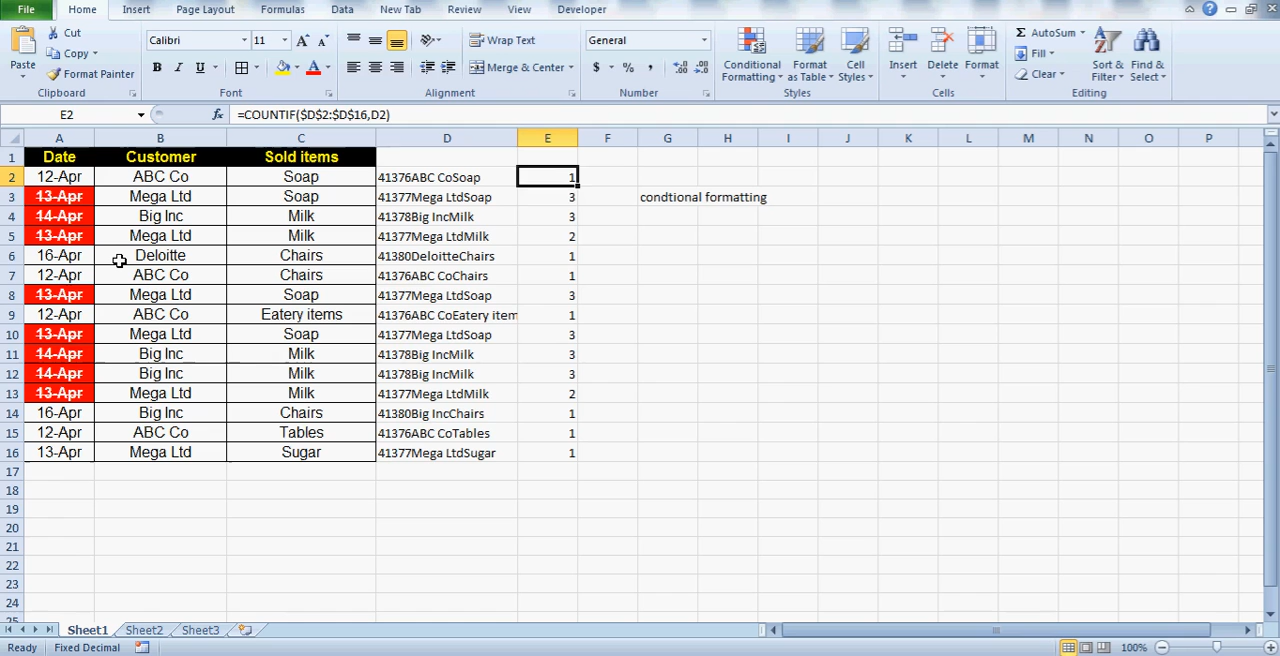 File Home Insert Page Layout Formulas Data New Tab Review View Developer
Cut Calibri 11 Wrap Text General AutoSum
Copy Fill
Paste Format Painter Merge & Center Conditional Formatting Format as Table Cell Styles Insert Delete Format Clear Sort & Filter Find & Select
Clipboard Font Alignment Number Styles Cells Editing
E2 fx =COUNTIF($D$2:$D$16,D2)
A B C D E F G H I J K L M N O P
1 Date Customer Sold items
2 12-Apr ABC Co Soap 41376ABC CoSoap 1
3 13-Apr Mega Ltd Soap 41377Mega LtdSoap 3 condtional formatting
4 14-Apr Big Inc Milk 41378Big IncMilk 3
5 13-Apr Mega Ltd Milk 41377Mega LtdMilk 2
6 16-Apr Deloitte Chairs 41380DeloitteChairs 1
7 12-Apr ABC Co Chairs 41376ABC CoChairs 1
8 13-Apr Mega Ltd Soap 41377Mega LtdSoap 3
9 12-Apr ABC Co Eatery items 41376ABC CoEatery item 1
10 13-Apr Mega Ltd Soap 41377Mega LtdSoap 3
11 14-Apr Big Inc Milk 41378Big IncMilk 3
12 14-Apr Big Inc Milk 41378Big IncMilk 3
13 13-Apr Mega Ltd Milk 41377Mega LtdMilk 2
14 16-Apr Big Inc Chairs 41380Big IncChairs 1
15 12-Apr ABC Co Tables 41376ABC CoTables 1
16 13-Apr Mega Ltd Sugar 41377Mega LtdSugar 1
17
18
19
20
21
22
23
24
25
Sheet1 Sheet2 Sheet3
Ready Fixed Decimal 100%